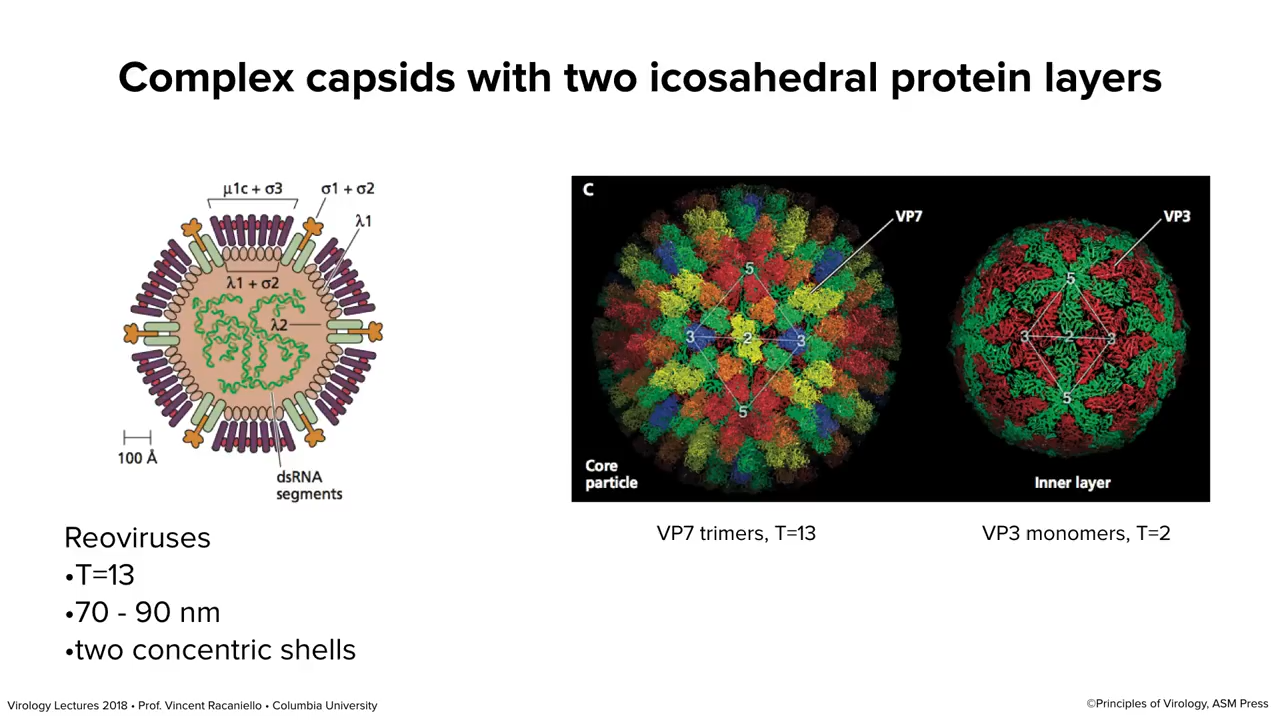 Complex capsids with two icosahedral protein layers
μ1c + σ3
σ1 + σ2
λ1
λ1 + σ2
λ2
100 Å
dsRNA
segments
C
VP7
5
3
2
3
5
Core
particle
VP3
5
3
2
3
5
Inner layer
VP7 trimers, T=13
VP3 monomers, T=2
Reoviruses
•T=13
•70 - 90 nm
•two concentric shells
Virology Lectures 2018 • Prof. Vincent Racaniello • Columbia University
©Principles of Virology, ASM Press